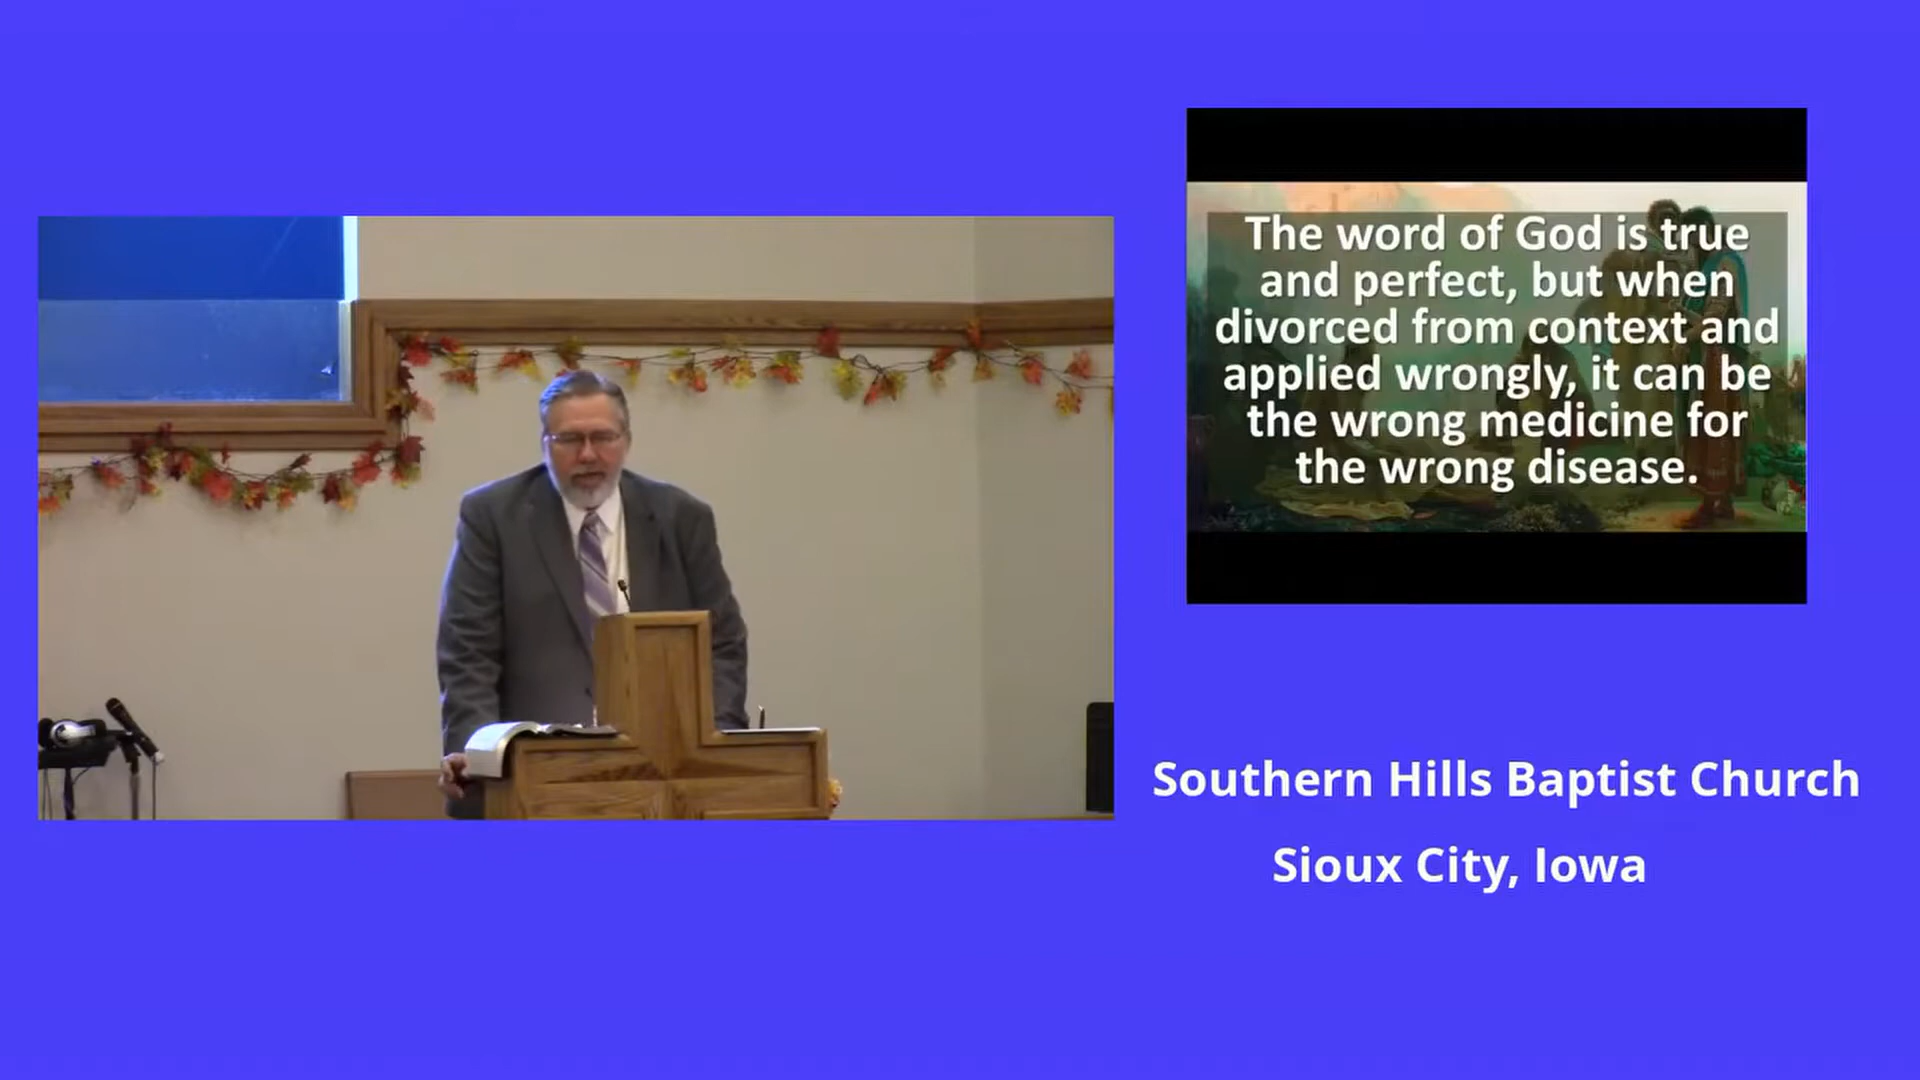 The word of God is true
and perfect, but when
divorced from context and
applied wrongly, it can be
the wrong medicine for
the wrong disease.
Southern Hills Baptist Church
Sioux City, Iowa